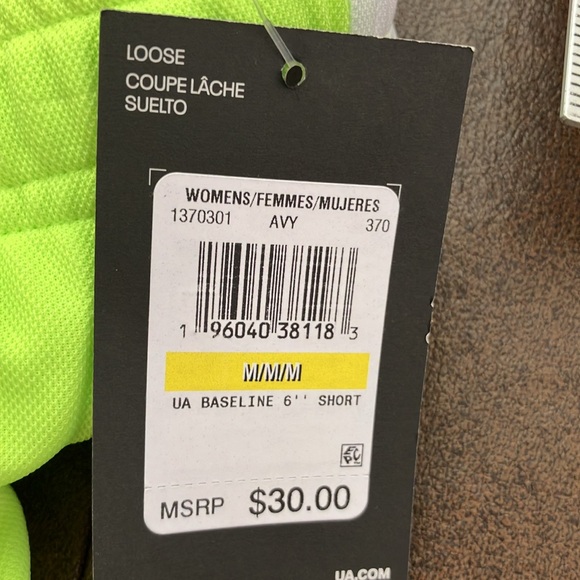 LOOSE
COUPE LÂCHE
SUELTO
WOMENS/FEMMES/MUJERES
1370301 AVY 370
1 96040 38118 3
M/M/M
UA BASELINE 6'' SHORT
EPC
MSRP $30.00
UA.COM